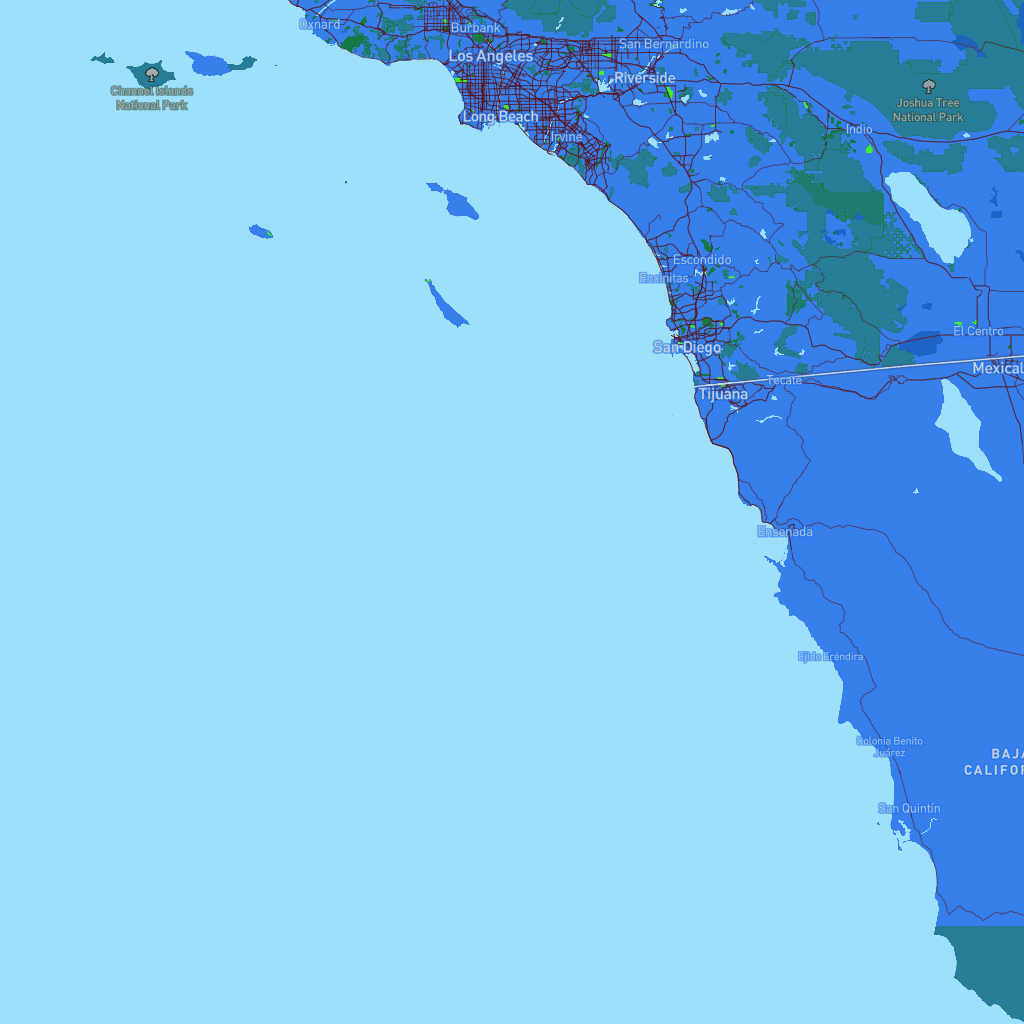 Oxnard
Burbank
San Bernardino
Los Angeles
Riverside
Channel Islands
National Park
Joshua Tree
National Park
Long Beach
Irvine
Indio
Escondido
Encinitas
El Centro
San Diego
Mexical
Tecate
Tijuana
Ensenada
Ejido Eréndira
Colonia Benito
Juárez
BAJA
CALIFOR
San Quintín